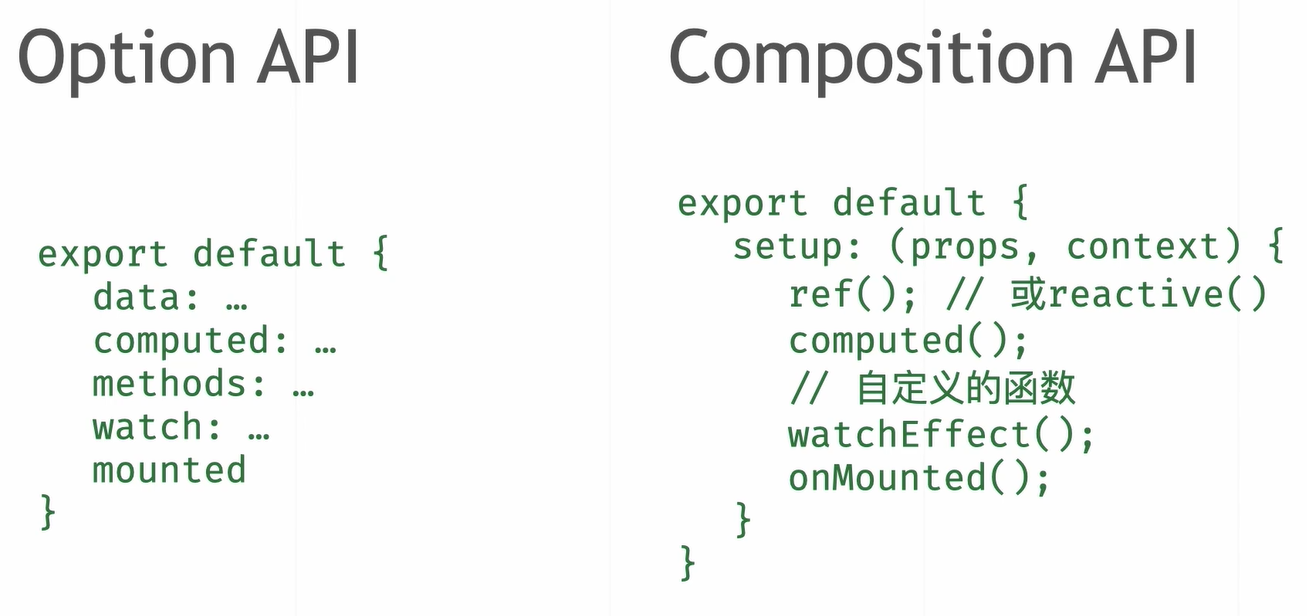 Option API
export default {
data: …
computed: …
methods: …
watch: …
mounted
}
Composition API
export default {
setup: (props, context) {
ref(); // 或reactive()
computed();
// 自定义的函数
watchEffect();
onMounted();
}
}